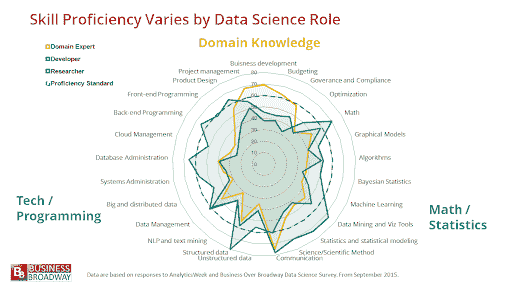 Skill Proficiency Varies by Data Science Role
Domain Expert
Developer
Researcher
Proficiency Standard
Domain Knowledge
Business development
Project management
Budgeting
Product Design
Governance and Compliance
Front-end Programming
Optimization
Back-end Programming
Math
Cloud Management
Graphical Models
Database Administration
Algorithms
Systems Administration
Bayesian Statistics
Big and distributed data
Machine Learning
Data Management
Data Mining and Viz Tools
NLP and text mining
Statistics and statistical modeling
Structured data
Science/Scientific Method
Unstructured data
Communication
80
70
60
50
40
30
20
10
0
Tech /
Programming
Math /
Statistics
BUSINESS
BROADWAY
Data are based on responses to AnalyticsWeek and Business Over Broadway Data Science Survey. From September 2015.